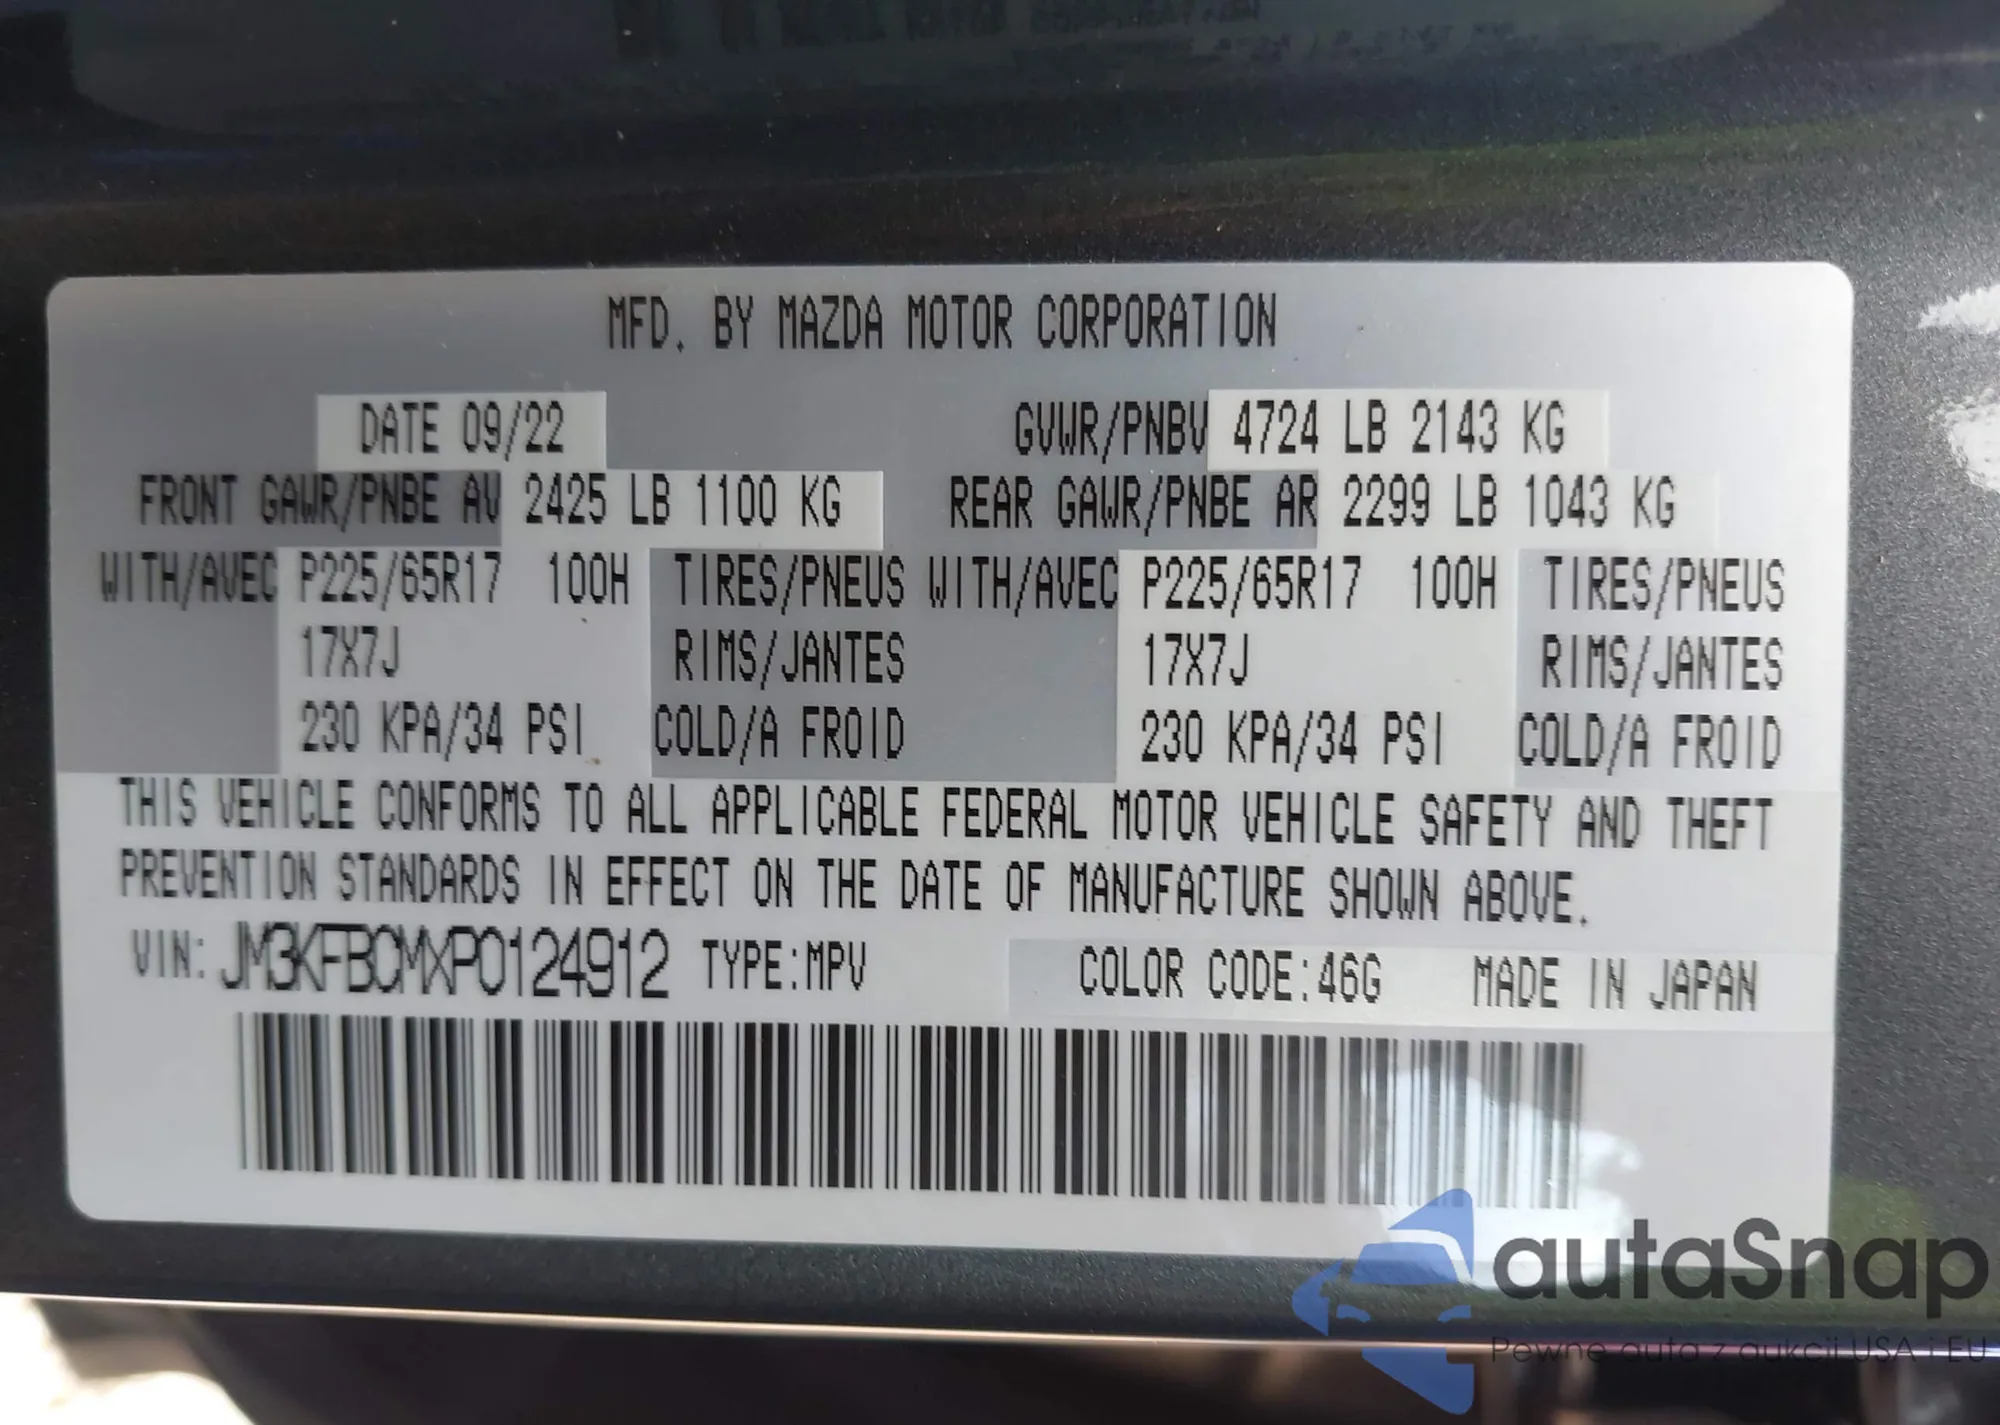 MFD. BY MAZDA MOTOR CORPORATION
DATE 09/22 GVWR/PNBV 4724 LB 2143 KG
FRONT GAWR/PNBE AV 2425 LB 1100 KG REAR GAWR/PNBE AR 2299 LB 1043 KG
WITH/AVEC P225/65R17 100H TIRES/PNEUS WITH/AVEC P225/65R17 100H TIRES/PNEUS
17X7J RIMS/JANTES 17X7J RIMS/JANTES
230 KPA/34 PSI COLD/A FROID 230 KPA/34 PSI COLD/A FROID
THIS VEHICLE CONFORMS TO ALL APPLICABLE FEDERAL MOTOR VEHICLE SAFETY AND THEFT
PREVENTION STANDARDS IN EFFECT ON THE DATE OF MANUFACTURE SHOWN ABOVE.
VIN: JM3KFBCMXP0124912 TYPE:MPV COLOR CODE:46G MADE IN JAPAN
autaSnap
Pewne auta z aukcji USA i EU